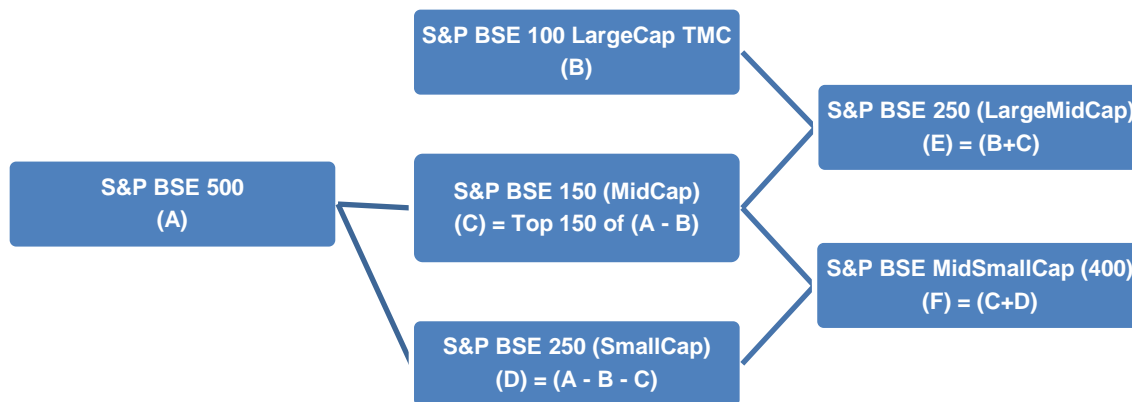 S&P BSE 100 LargeCap TMC
(B)
S&P BSE 250 (LargeMidCap)
(E) = (B+C)
S&P BSE 500
(A)
S&P BSE 150 (MidCap)
(C) = Top 150 of (A - B)
S&P BSE MidSmallCap (400)
(F) = (C+D)
S&P BSE 250 (SmallCap)
(D) = (A - B - C)